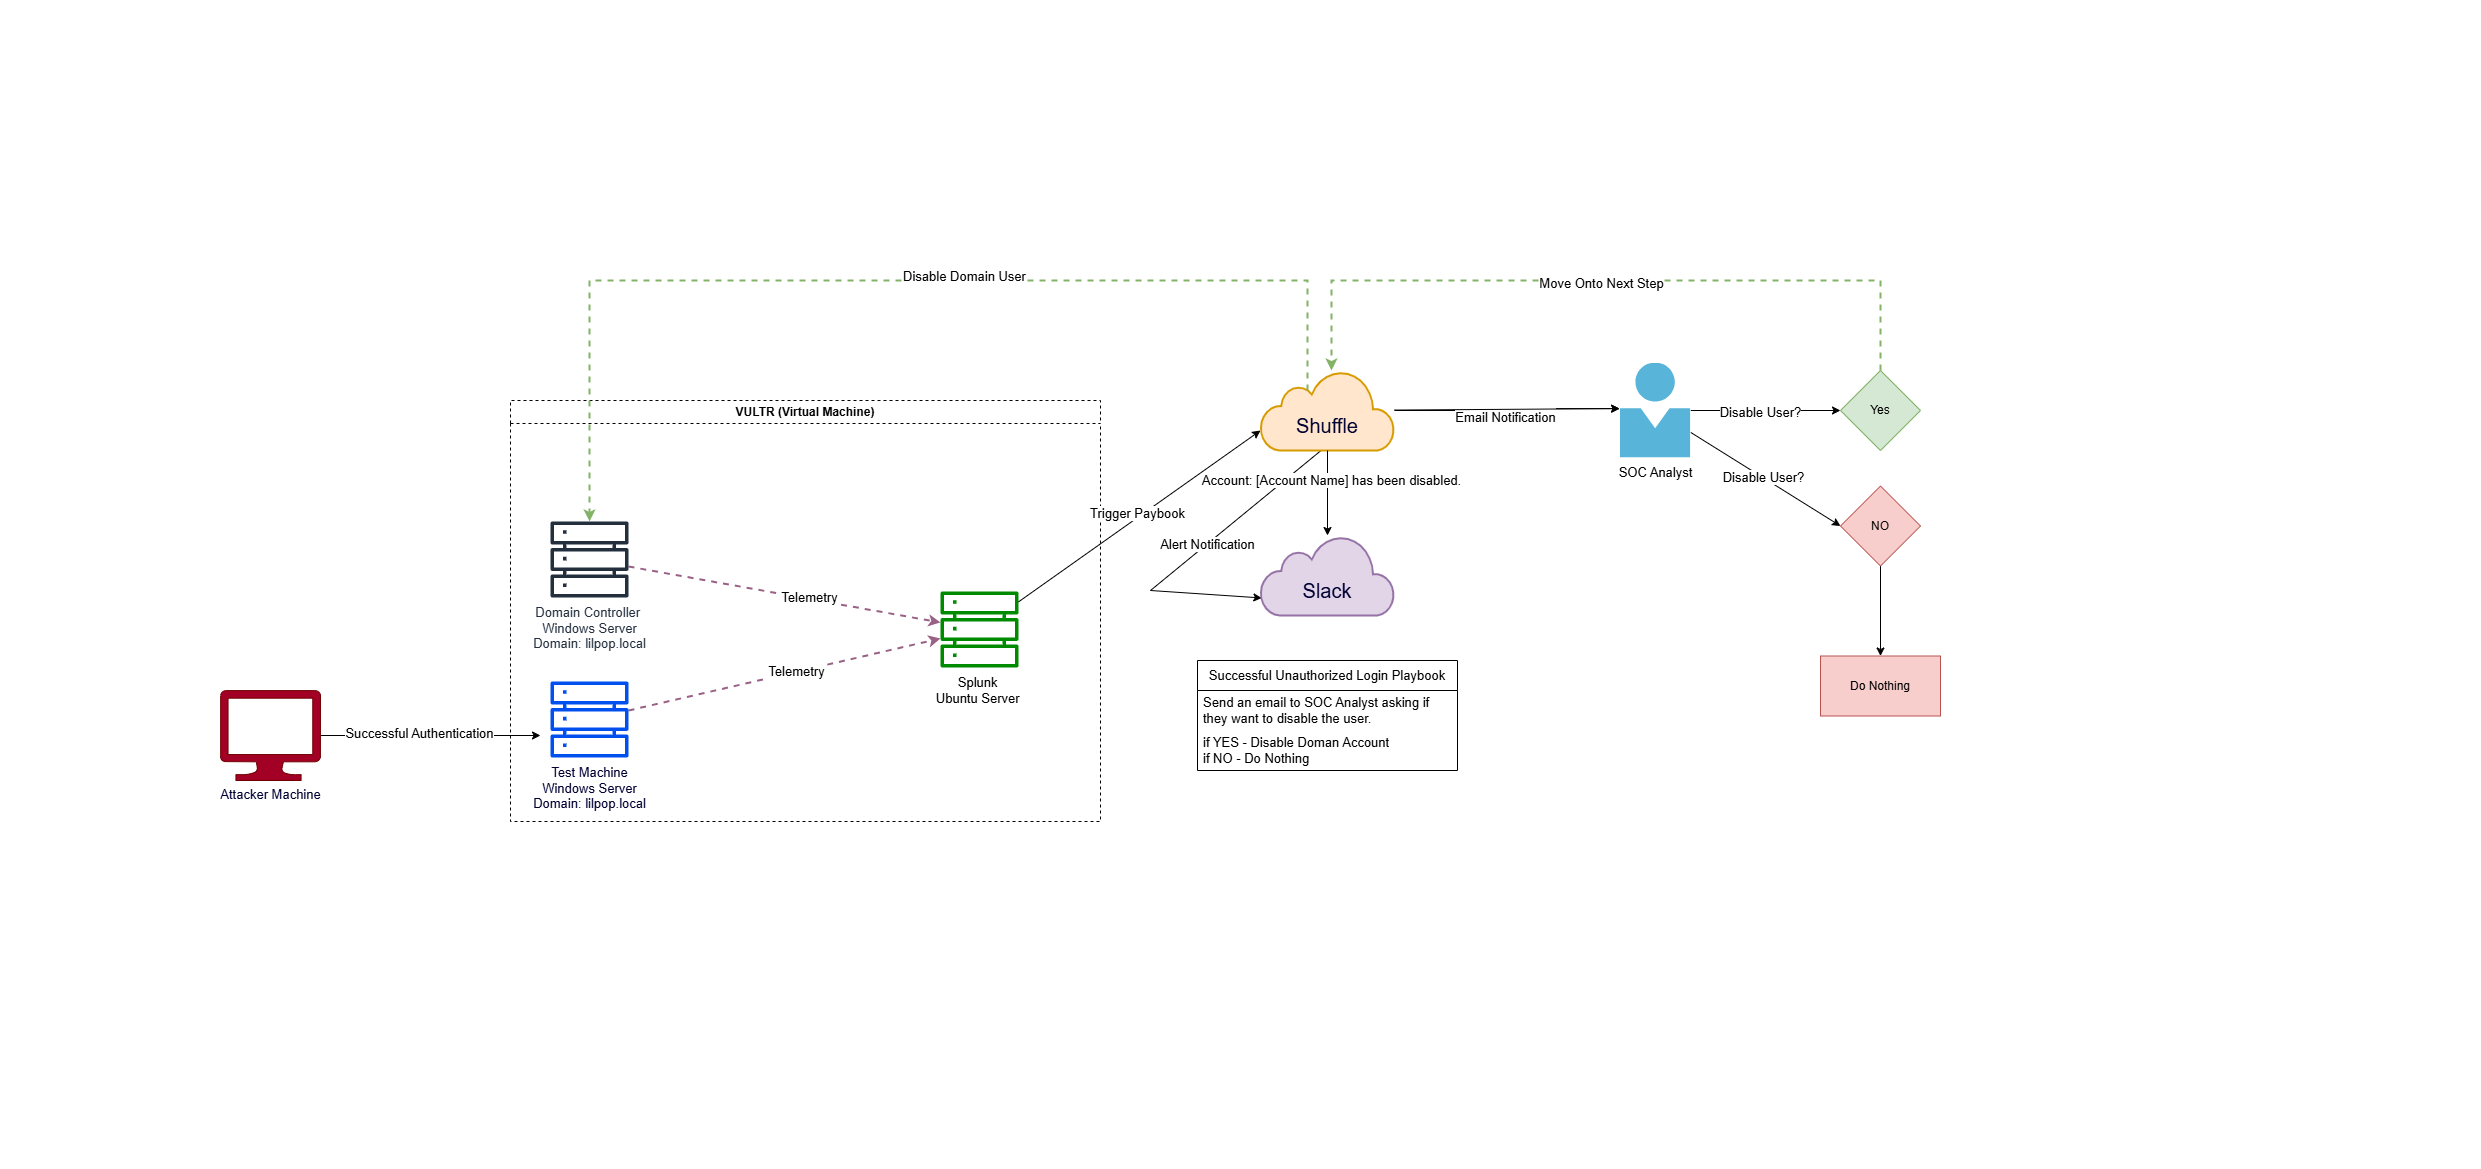 Disable Domain User
Move Onto Next Step
VULTR (Virtual Machine)
Shuffle
Email Notification
SOC Analyst
Disable User?
Yes
Disable User?
NO
Do Nothing
Account: [Account Name] has been disabled.
Trigger Paybook
Alert Notification
Slack
Domain Controller
Windows Server
Domain: lilpop.local
Telemetry
Telemetry
Splunk
Ubuntu Server
Successful Authentication
Attacker Machine
Test Machine
Windows Server
Domain: lilpop.local
Successful Unauthorized Login Playbook
Send an email to SOC Analyst asking if
they want to disable the user.
if YES - Disable Doman Account
if NO - Do Nothing